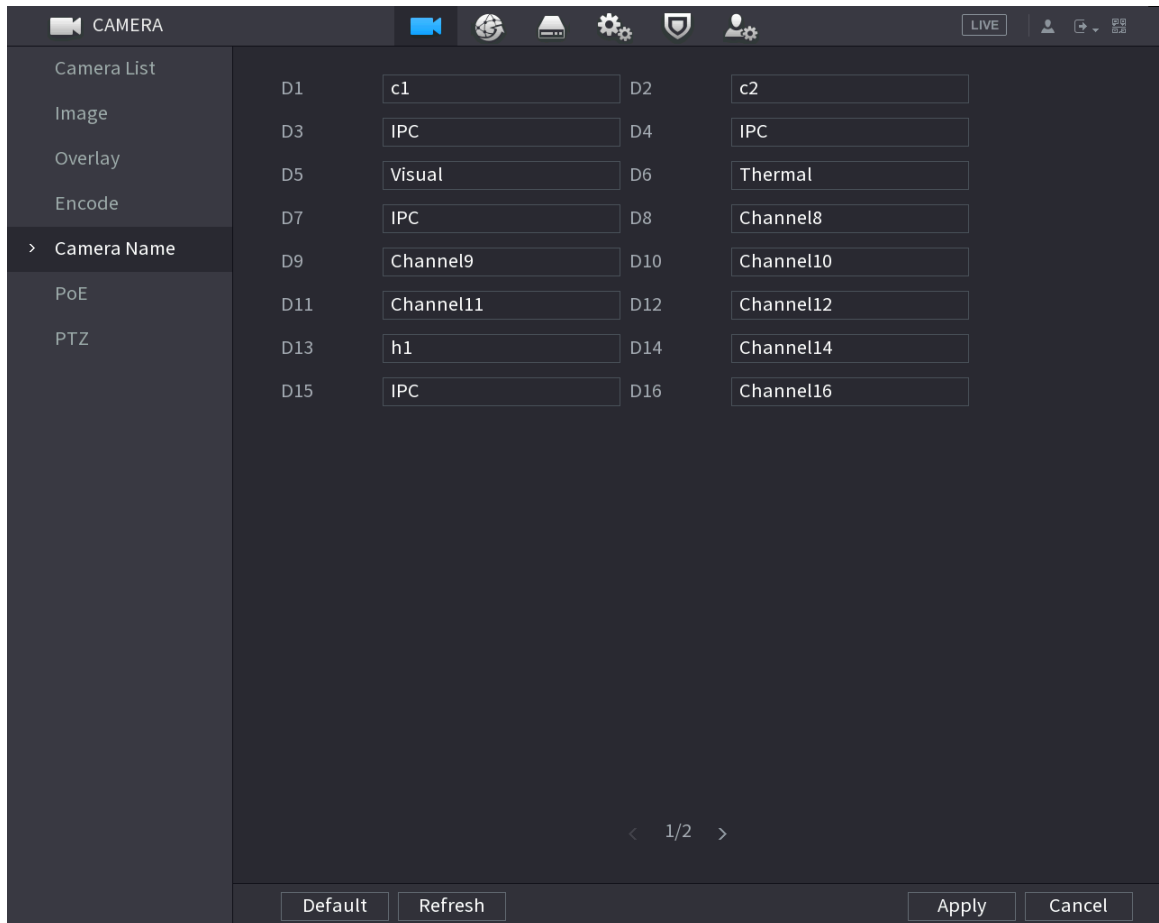 CAMERA LIVE
Camera List
Image
Overlay
Encode
> Camera Name
PoE
PTZ
D1 c1 D2 c2
D3 IPC D4 IPC
D5 Visual D6 Thermal
D7 IPC D8 Channel8
D9 Channel9 D10 Channel10
D11 Channel11 D12 Channel12
D13 h1 D14 Channel14
D15 IPC D16 Channel16
< 1/2 >
Default Refresh Apply Cancel